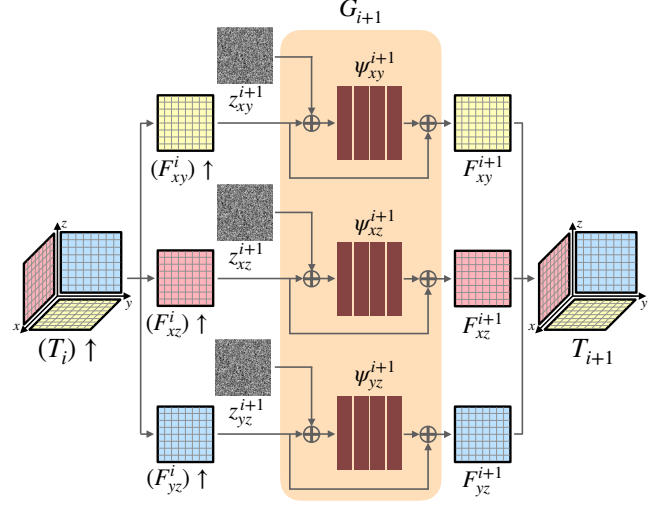 G_{i+1}
z_{xy}^{i+1}
ψ_{xy}^{i+1}
(F_{xy}^{i}) ↑
F_{xy}^{i+1}
z_{xz}^{i+1}
ψ_{xz}^{i+1}
z
x
y
(T_i) ↑
(F_{xz}^{i}) ↑
F_{xz}^{i+1}
z
x
y
T_{i+1}
z_{yz}^{i+1}
ψ_{yz}^{i+1}
(F_{yz}^{i}) ↑
F_{yz}^{i+1}